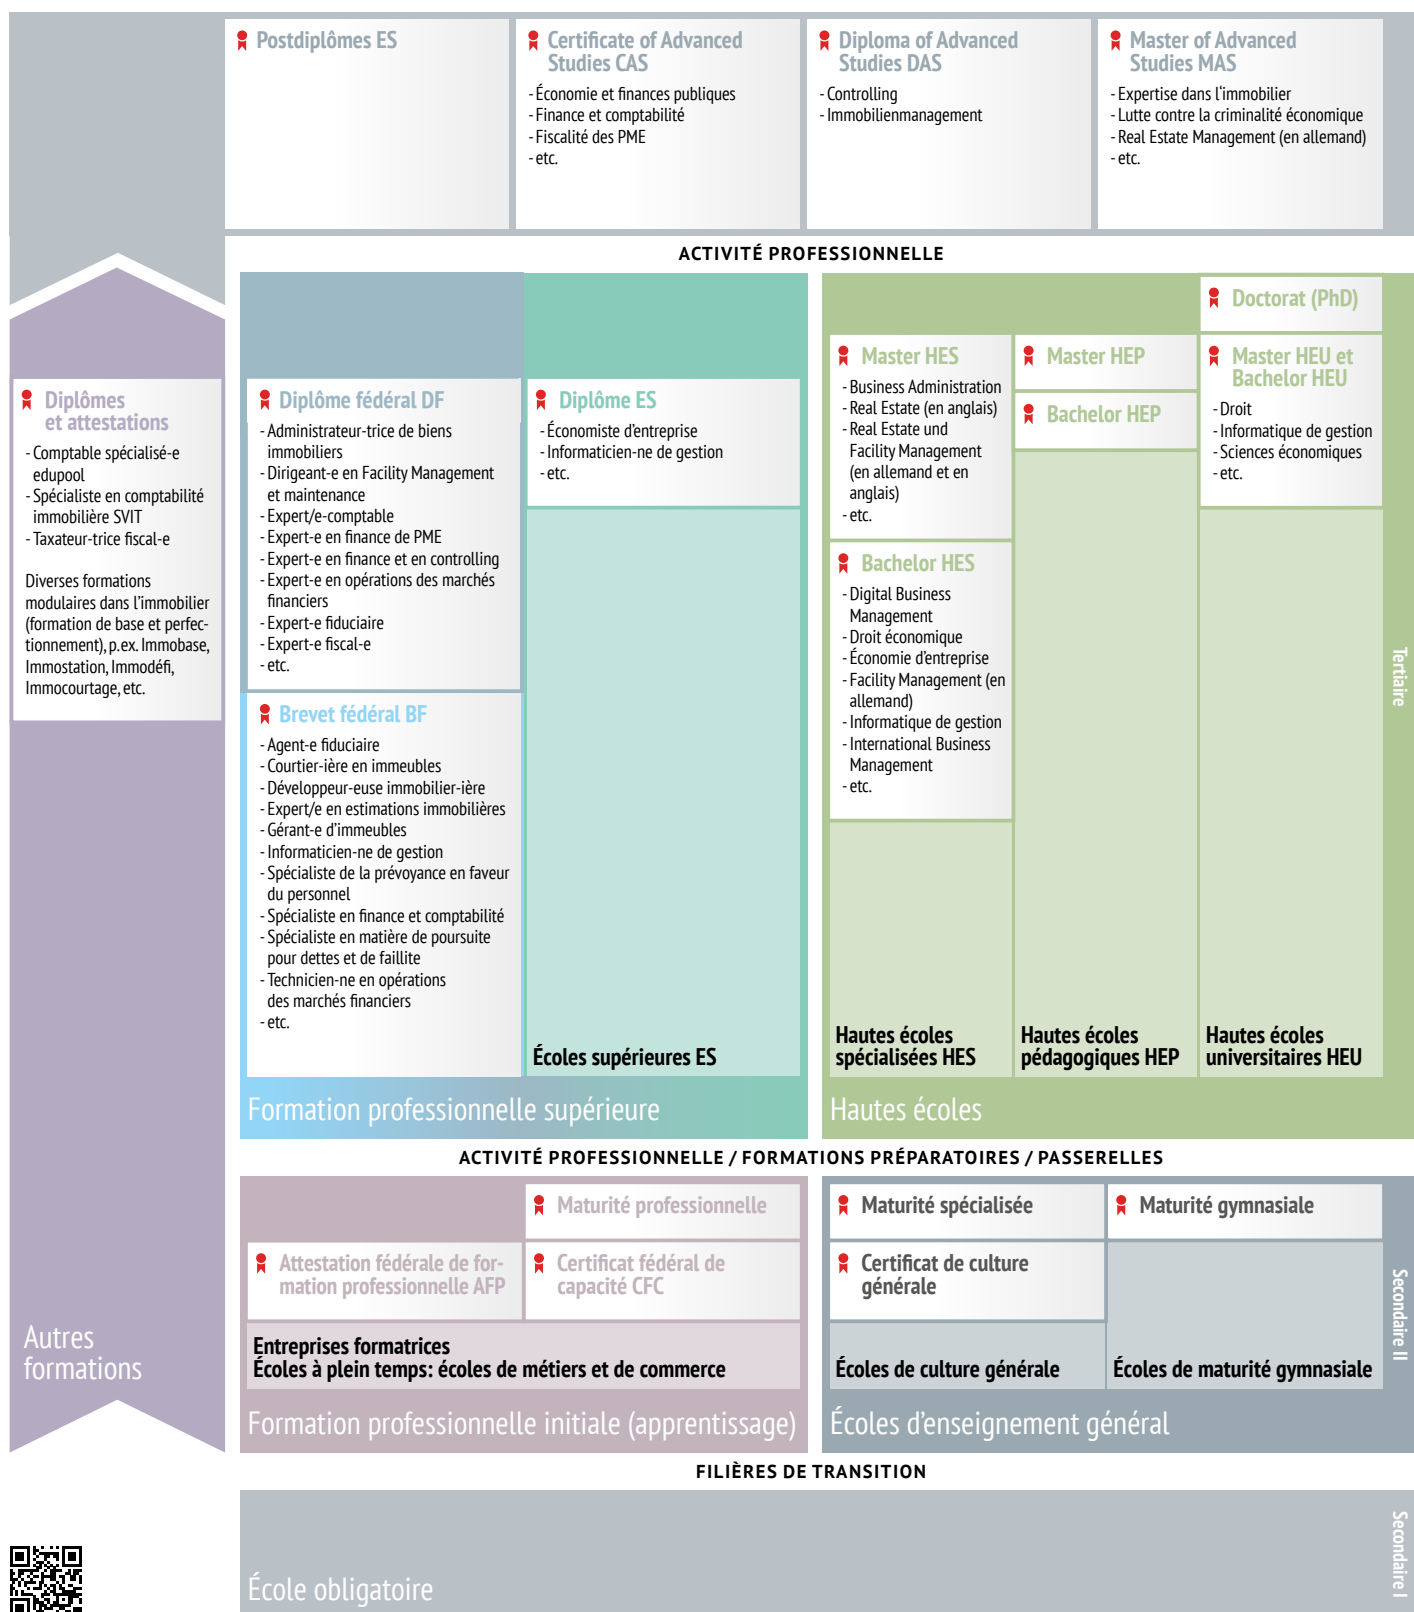 Postdiplômes ES
Certificate of Advanced
Studies CAS
- Économie et finances publiques
- Finance et comptabilité
- Fiscalité des PME
- etc.
Diploma of Advanced
Studies DAS
- Controlling
- Immobilienmanagement
Master of Advanced
Studies MAS
- Expertise dans l‘immobilier
- Lutte contre la criminalité économique
- Real Estate Management (en allemand)
- etc.
ACTIVITÉ PROFESSIONNELLE
Diplômes
et attestations
- Comptable spécialisé-e
edupool
- Spécialiste en comptabilité
immobilière SVIT
- Taxateur-trice fiscal-e
Diverses formations
modulaires dans l’immobilier
(formation de base et perfec-
tionnement), p.ex. Immobase,
Immostation, Immodéfi,
Immocourtage, etc.
Autres
formations
Diplôme fédéral DF
- Administrateur-trice de biens
immobiliers
- Dirigeant-e en Facility Management
et maintenance
- Expert/e-comptable
- Expert-e en finance de PME
- Expert-e en finance et en controlling
- Expert-e en opérations des marchés
financiers
- Expert-e fiduciaire
- Expert-e fiscal-e
- etc.
Brevet fédéral BF
- Agent-e fiduciaire
- Courtier-ière en immeubles
- Développeur-euse immobilier-ière
- Expert/e en estimations immobilières
- Gérant-e d’immeubles
- Informaticien-ne de gestion
- Spécialiste de la prévoyance en faveur
du personnel
- Spécialiste en finance et comptabilité
- Spécialiste en matière de poursuite
pour dettes et de faillite
- Technicien-ne en opérations
des marchés financiers
- etc.
Diplôme ES
- Économiste d’entreprise
- Informaticien-ne de gestion
- etc.
Écoles supérieures ES
Formation professionnelle supérieure
Master HES
- Business Administration
- Real Estate (en anglais)
- Real Estate und
Facility Management
(en allemand et en
anglais)
- etc.
Bachelor HES
- Digital Business
Management
- Droit économique
- Économie d’entreprise
- Facility Management (en
allemand)
- Informatique de gestion
- International Business
Management
- etc.
Hautes écoles
spécialisées HES
Master HEP
Bachelor HEP
Hautes écoles
pédagogiques HEP
Doctorat (PhD)
Master HEU et
Bachelor HEU
- Droit
- Informatique de gestion
- Sciences économiques
- etc.
Hautes écoles
universitaires HEU
Hautes écoles
Tertiaire
ACTIVITÉ PROFESSIONNELLE / FORMATIONS PRÉPARATOIRES / PASSERELLES
Maturité professionnelle
Attestation fédérale de for-
mation professionnelle AFP
Certificat fédéral de
capacité CFC
Entreprises formatrices
Écoles à plein temps: écoles de métiers et de commerce
Formation professionnelle initiale (apprentissage)
Maturité spécialisée
Certificat de culture
générale
Écoles de culture générale
Maturité gymnasiale
Écoles de maturité gymnasiale
Écoles d’enseignement général
Secondaire II
FILIÈRES DE TRANSITION
École obligatoire
Secondaire I